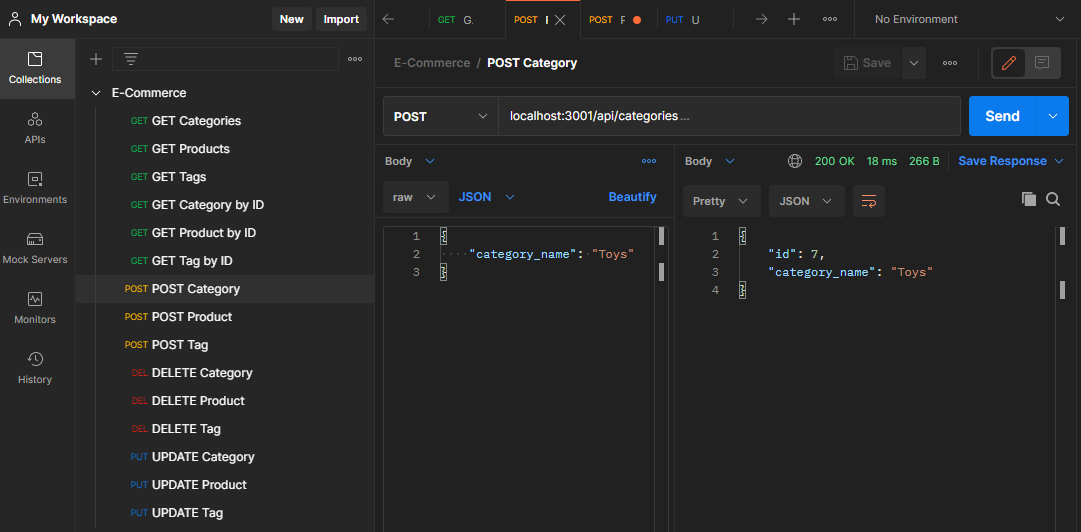 My Workspace
New
Import
GET G.
POST
POST F
PUT U
No Environment
Collections
APIs
Environments
Mock Servers
Monitors
History
E-Commerce
GET GET Categories
GET GET Products
GET GET Tags
GET GET Category by ID
GET GET Product by ID
GET GET Tag by ID
POST POST Category
POST POST Product
POST POST Tag
DEL DELETE Category
DEL DELETE Product
DEL DELETE Tag
PUT UPDATE Category
PUT UPDATE Product
PUT UPDATE Tag
E-Commerce / POST Category
Save
POST
localhost:3001/api/categories...
Send
Body
raw
JSON
Beautify
1 {
2 "category_name": "Toys"
3 }
Body
200 OK 18 ms 266 B
Save Response
Pretty
JSON
1 {
2 "id": 7,
3 "category_name": "Toys"
4 }